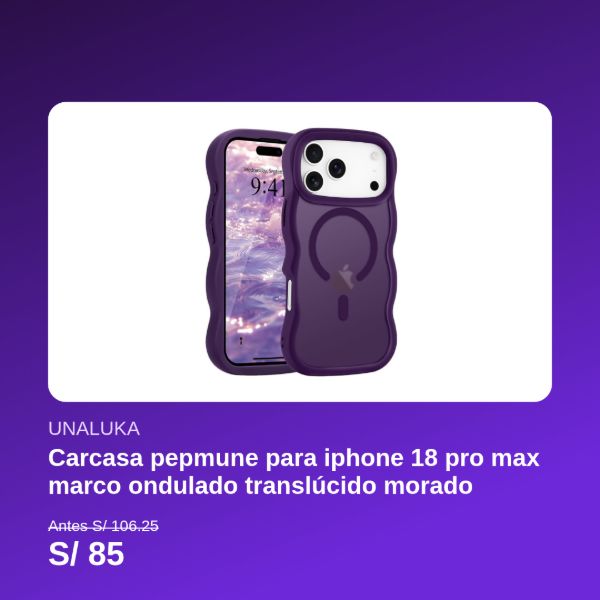 9:41
UNALUKA
Carcasa pepmune para iphone 18 pro max
marco ondulado translúcido morado
Antes S/ 106.25
S/ 85